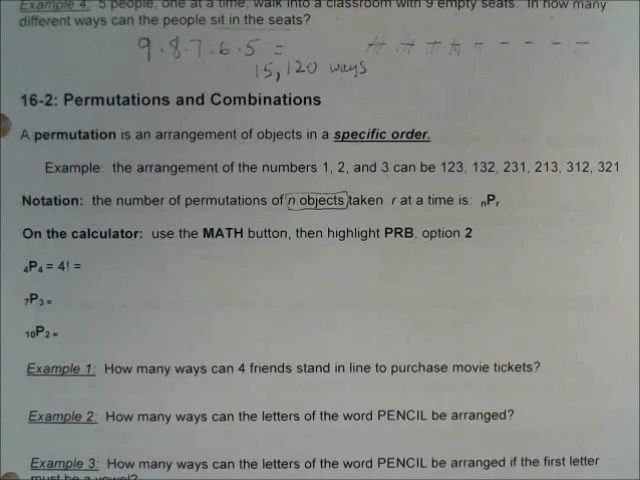 Example 4: 5 people, one at a time, walk into a classroom with 9 empty seats. In how many
different ways can the people sit in the seats?
9·8·7·6·5 =
15,120 ways
16-2: Permutations and Combinations
A permutation is an arrangement of objects in a specific order.
Example: the arrangement of the numbers 1, 2, and 3 can be 123, 132, 231, 213, 312, 321
Notation: the number of permutations of n objects taken r at a time is: nPr
On the calculator: use the MATH button, then highlight PRB, option 2
4P4 = 4! =
7P3 =
10P2 =
Example 1: How many ways can 4 friends stand in line to purchase movie tickets?
Example 2: How many ways can the letters of the word PENCIL be arranged?
Example 3: How many ways can the letters of the word PENCIL be arranged if the first letter
must be a vowel?